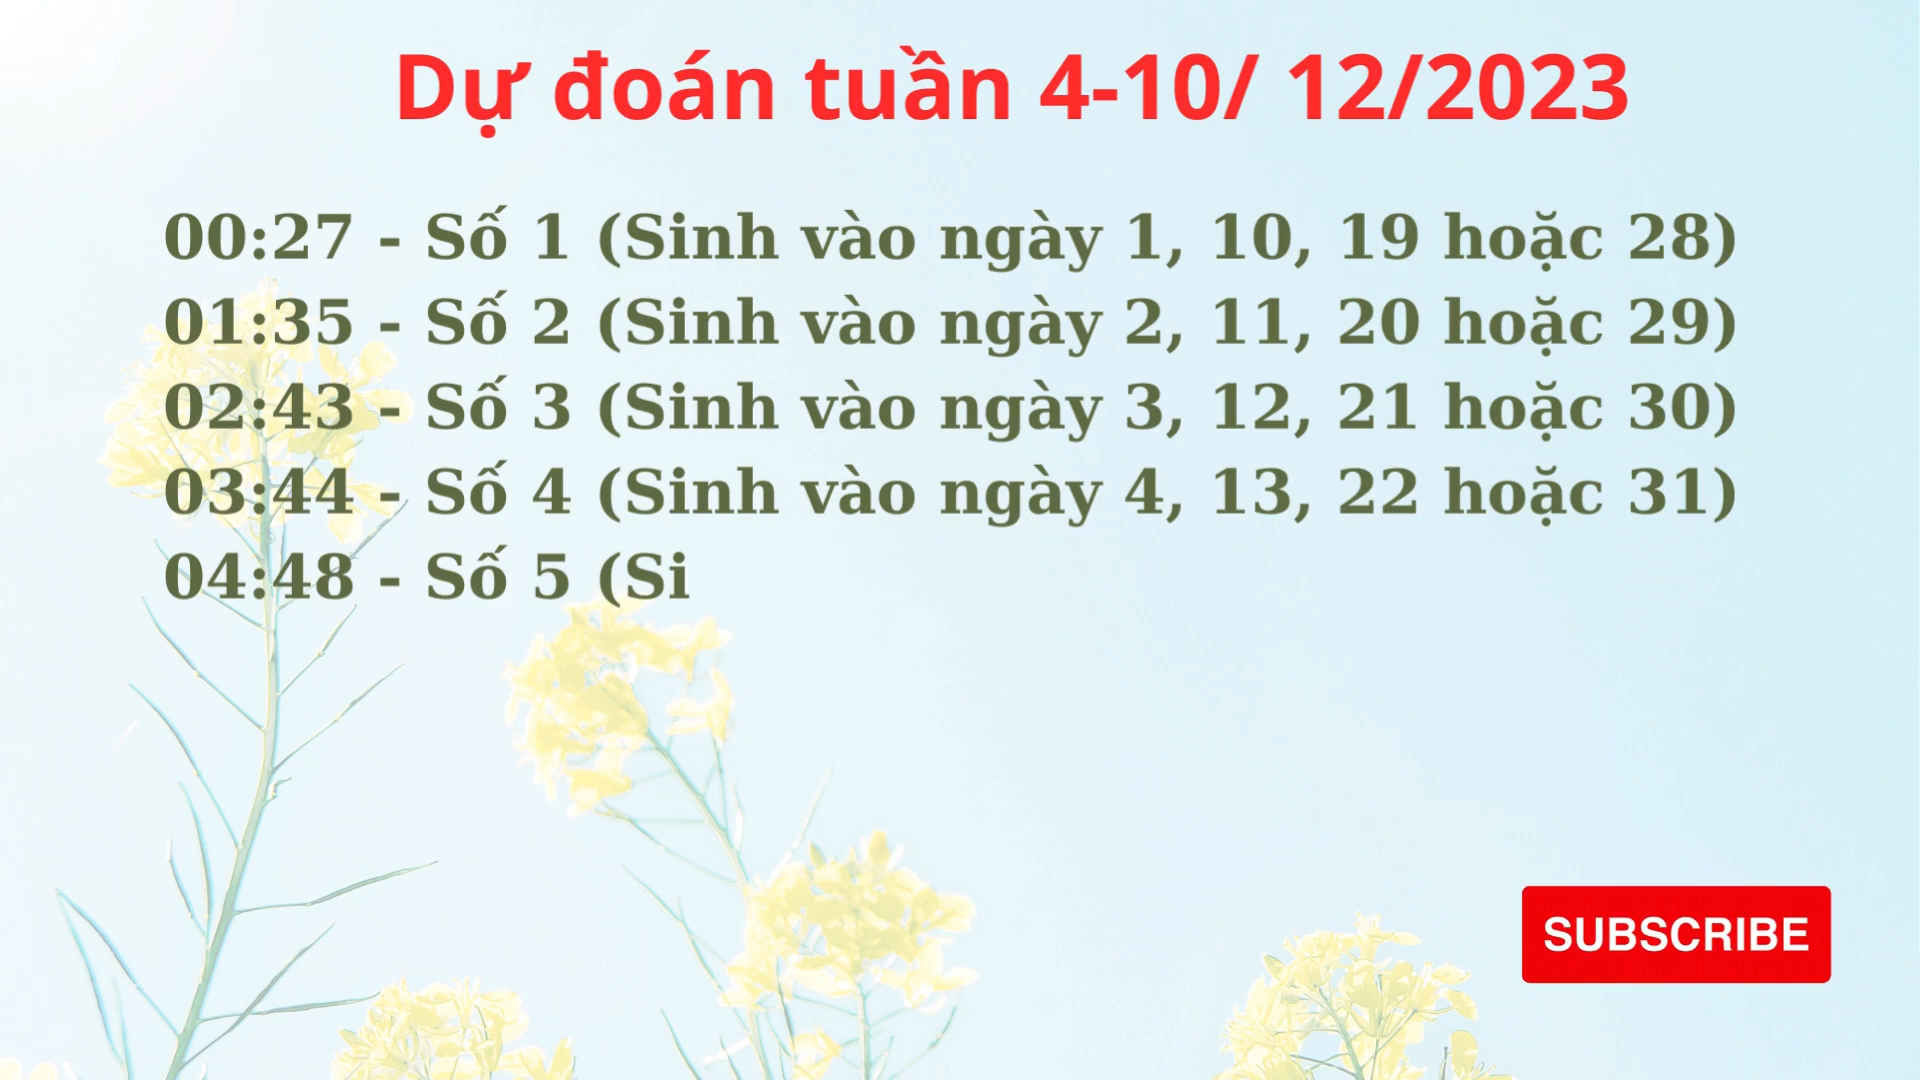 Dự đoán tuần 4-10/ 12/2023
00:27 - Số 1 (Sinh vào ngày 1, 10, 19 hoặc 28)
01:35 - Số 2 (Sinh vào ngày 2, 11, 20 hoặc 29)
02:43 - Số 3 (Sinh vào ngày 3, 12, 21 hoặc 30)
03:44 - Số 4 (Sinh vào ngày 4, 13, 22 hoặc 31)
04:48 - Số 5 (Si
SUBSCRIBE